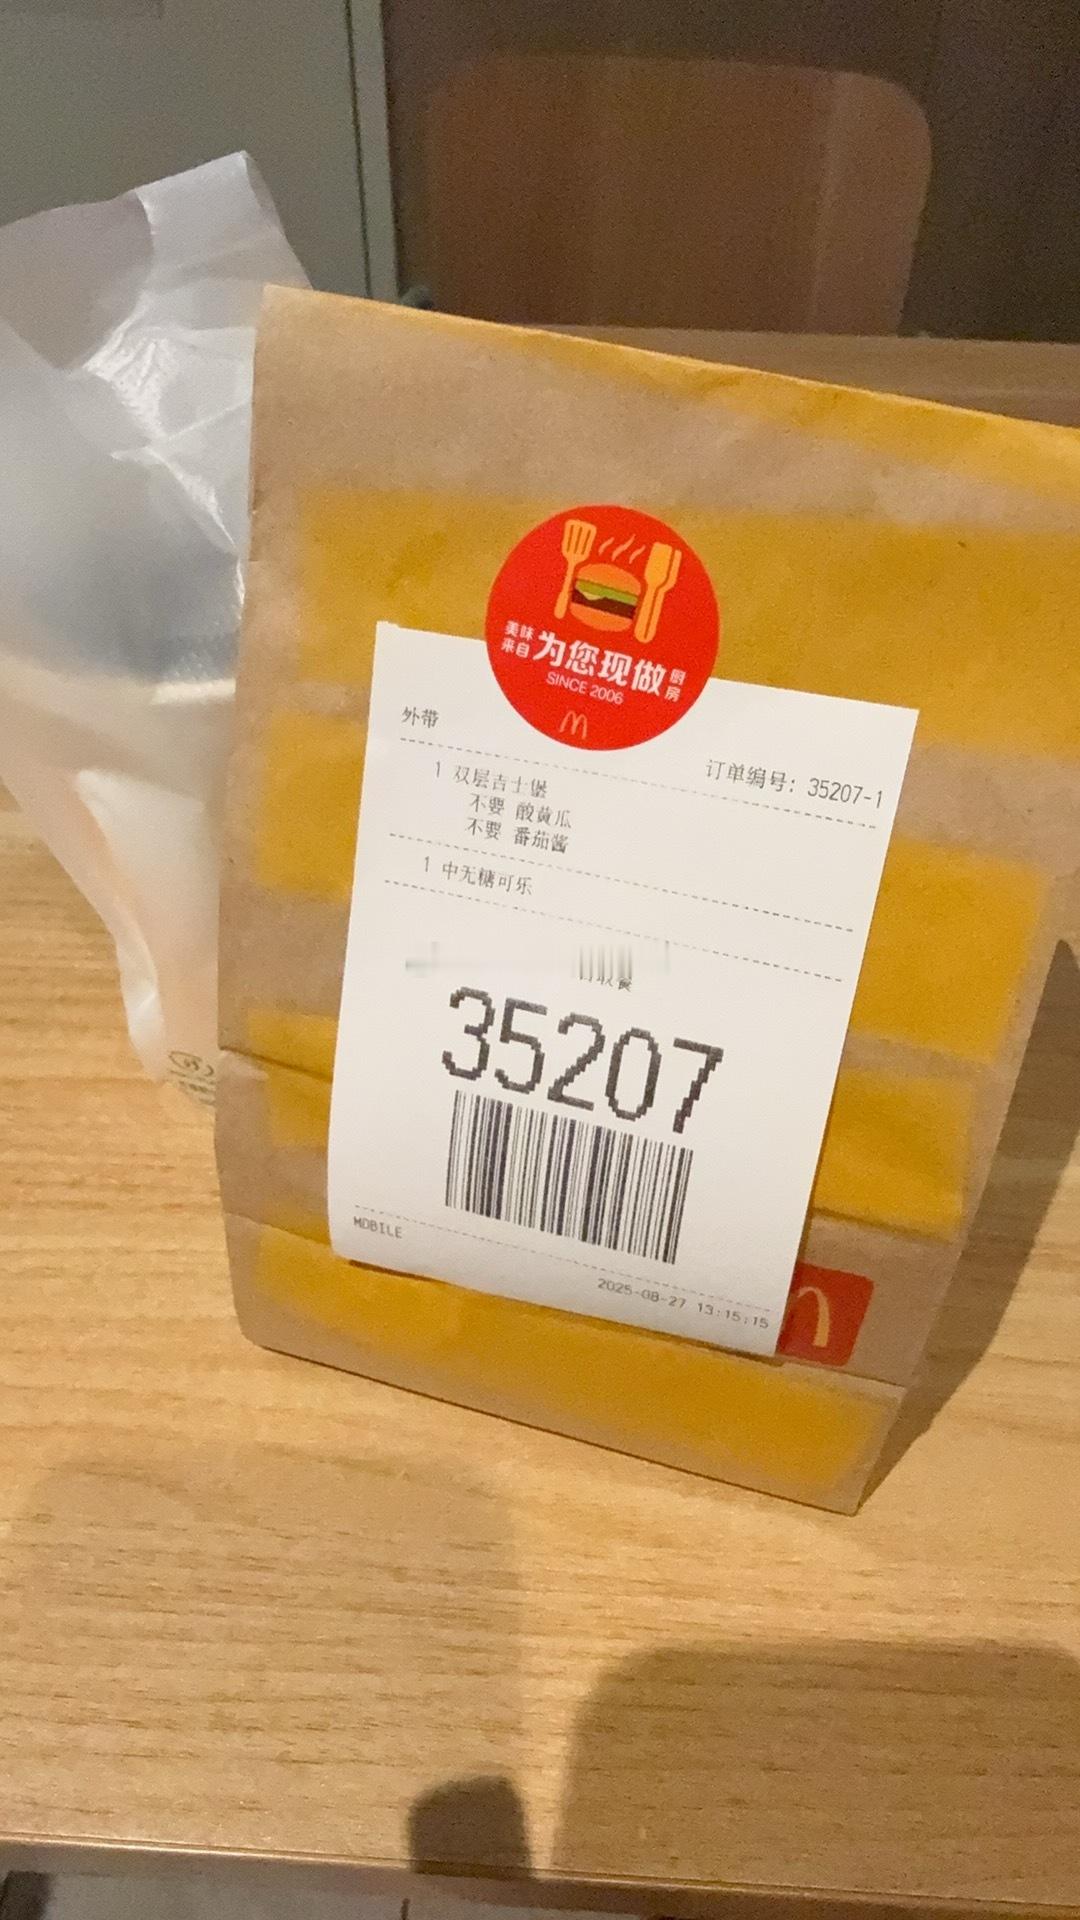 美味
来自
为您现做
厨房
SINCE 2006
外带
订单编号: 35207-1
1 双层吉士堡
不要 酸黄瓜
不要 番茄酱
1 中无糖可乐
35207
MOBILE
2025-08-27 13:15:15